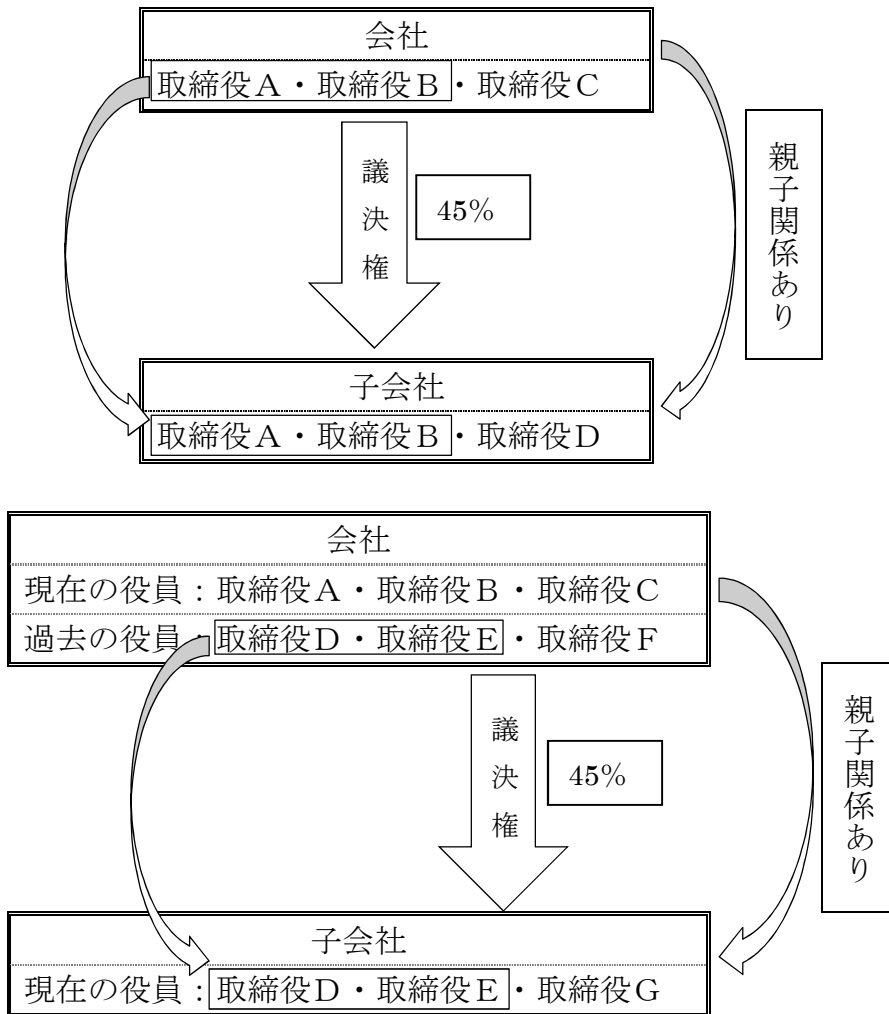 会社
取締役A・取締役B・取締役C
議決権
45%
親子関係あり
子会社
取締役A・取締役B・取締役D
会社
現在の役員：取締役A・取締役B・取締役C
過去の役員：取締役D・取締役E・取締役F
議決権
45%
親子関係あり
子会社
現在の役員：取締役D・取締役E・取締役G